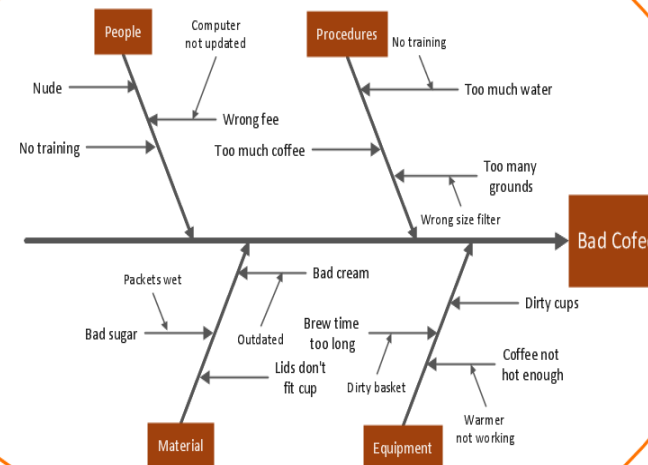 People
Computer
not updated
Nude
Wrong fee
No training
Procedures
No training
Too much water
Too much coffee
Too many
grounds
Wrong size filter
Bad
Packets wet
Bad cream
Bad sugar
Outdated
Lids don't
fit cup
Material
Dirty cups
Brew time
too long
Coffee not
hot enough
Dirty basket
Warmer
not working
Equipment